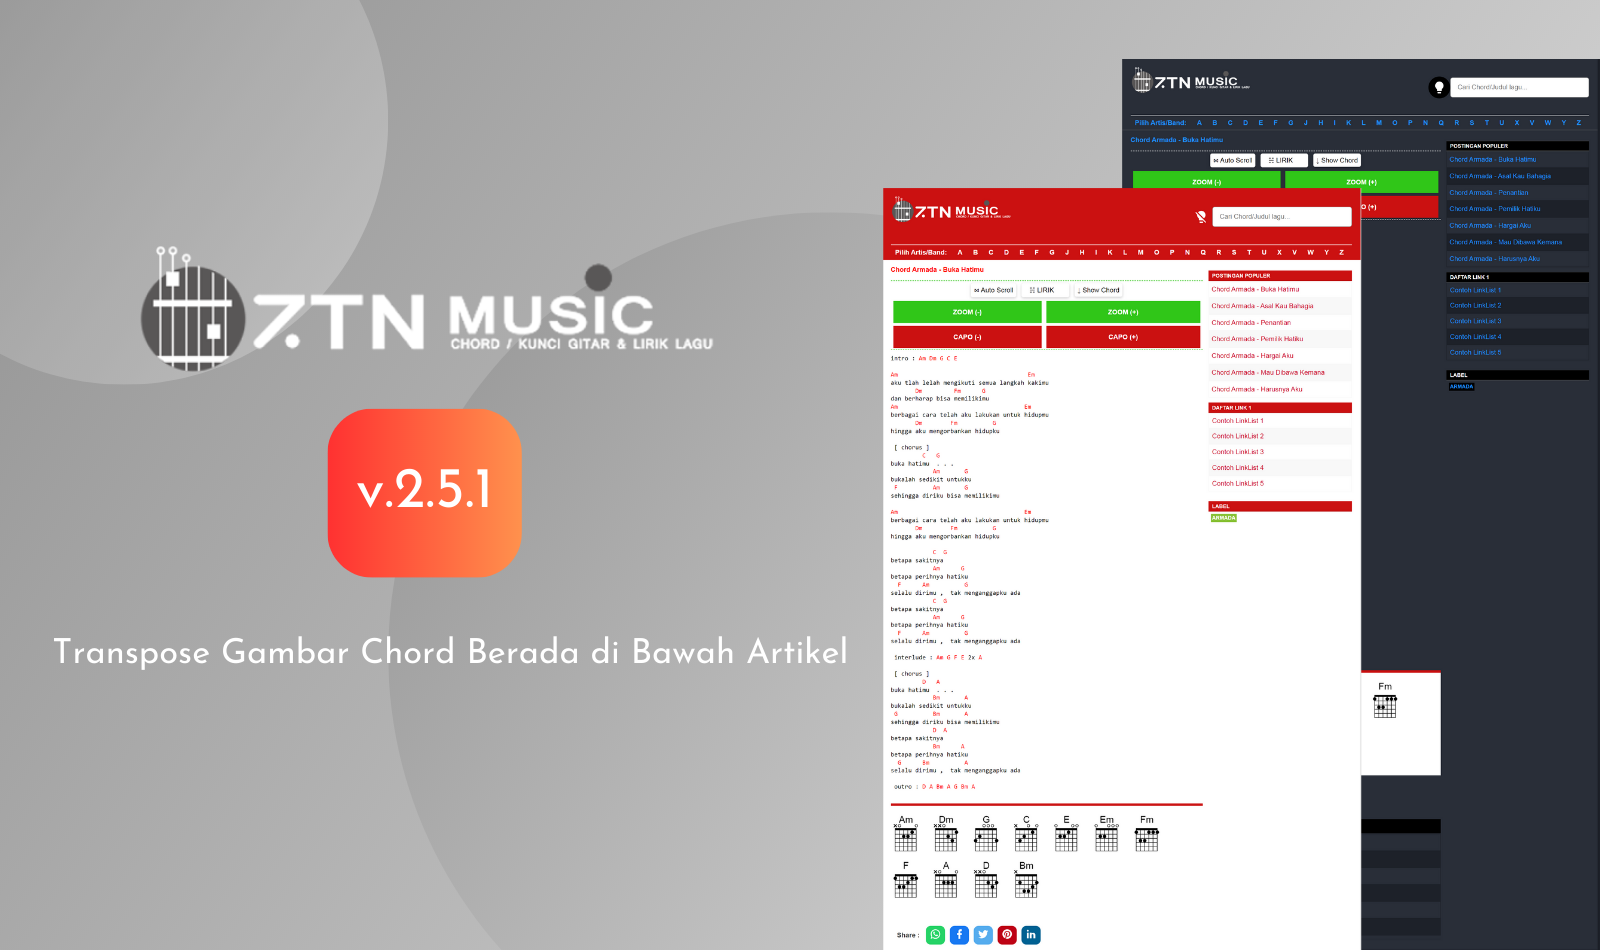 ZTN MUSIC
CHORD / KUNCI GITAR & LIRIK LAGU
v.2.5.1
Transpose Gambar Chord Berada di Bawah Artikel
ZTN MUSIC
CHORD / KUNCI GITAR & LIRIK LAGU
Cari Chord/Judul lagu...
Pilih Artis/Band: A B C D E F G J H I K L M O P N Q R S T U X V W Y Z
Chord Armada - Buka Hatimu
Auto Scroll LIRIK Show Chord
ZOOM (-) ZOOM (+)
O (+)
POSTINGAN POPULER
Chord Armada - Buka Hatimu
Chord Armada - Asal Kau Bahagia
Chord Armada - Penantian
Chord Armada - Pemilik Hatiku
Chord Armada - Hargai Aku
Chord Armada - Mau Dibawa Kemana
Chord Armada - Harusnya Aku
DAFTAR LINK 1
Contoh LinkList 1
Contoh LinkList 2
Contoh LinkList 3
Contoh LinkList 4
Contoh LinkList 5
LABEL
ARMADA
Fm
ZTN MUSIC
CHORD / KUNCI GITAR & LIRIK LAGU
Cari Chord/Judul lagu...
Pilih Artis/Band: A B C D E F G J H I K L M O P N Q R S T U X V W Y Z
Chord Armada - Buka Hatimu
Auto Scroll LIRIK Show Chord
ZOOM (-) ZOOM (+)
CAPO (-) CAPO (+)
intro : Am Dm G C E
Am Em
aku tlah lelah mengikuti semua langkah kakimu
Dm Fm G
dan berharap bisa memilikimu
Am Em
berbagai cara telah aku lakukan untuk hidupmu
Dm Fm G
hingga aku mengorbankan hidupku
[ chorus ]
C G
buka hatimu . . .
Am G
bukalah sedikit untukku
F Am G
sehingga diriku bisa memilikimu
Am Em
berbagai cara telah aku lakukan untuk hidupmu
Dm Fm G
hingga aku mengorbankan hidupku
C G
betapa sakitnya
Am G
betapa perihnya hatiku
F Am G
selalu dirimu , tak menganggapku ada
C G
betapa sakitnya
Am G
betapa perihnya hatiku
F Am G
selalu dirimu , tak menganggapku ada
interlude : Am G F E 2x A
[ chorus ]
D A
buka hatimu . . .
Bm A
bukalah sedikit untukku
G Bm A
sehingga diriku bisa memilikimu
D A
betapa sakitnya
Bm A
betapa perihnya hatiku
G Bm A
selalu dirimu , tak menganggapku ada
outro : D A Bm A G Bm A
Am Dm G C E Em Fm
F A D Bm
Share :
POSTINGAN POPULER
Chord Armada - Buka Hatimu
Chord Armada - Asal Kau Bahagia
Chord Armada - Penantian
Chord Armada - Pemilik Hatiku
Chord Armada - Hargai Aku
Chord Armada - Mau Dibawa Kemana
Chord Armada - Harusnya Aku
DAFTAR LINK 1
Contoh LinkList 1
Contoh LinkList 2
Contoh LinkList 3
Contoh LinkList 4
Contoh LinkList 5
LABEL
ARMADA